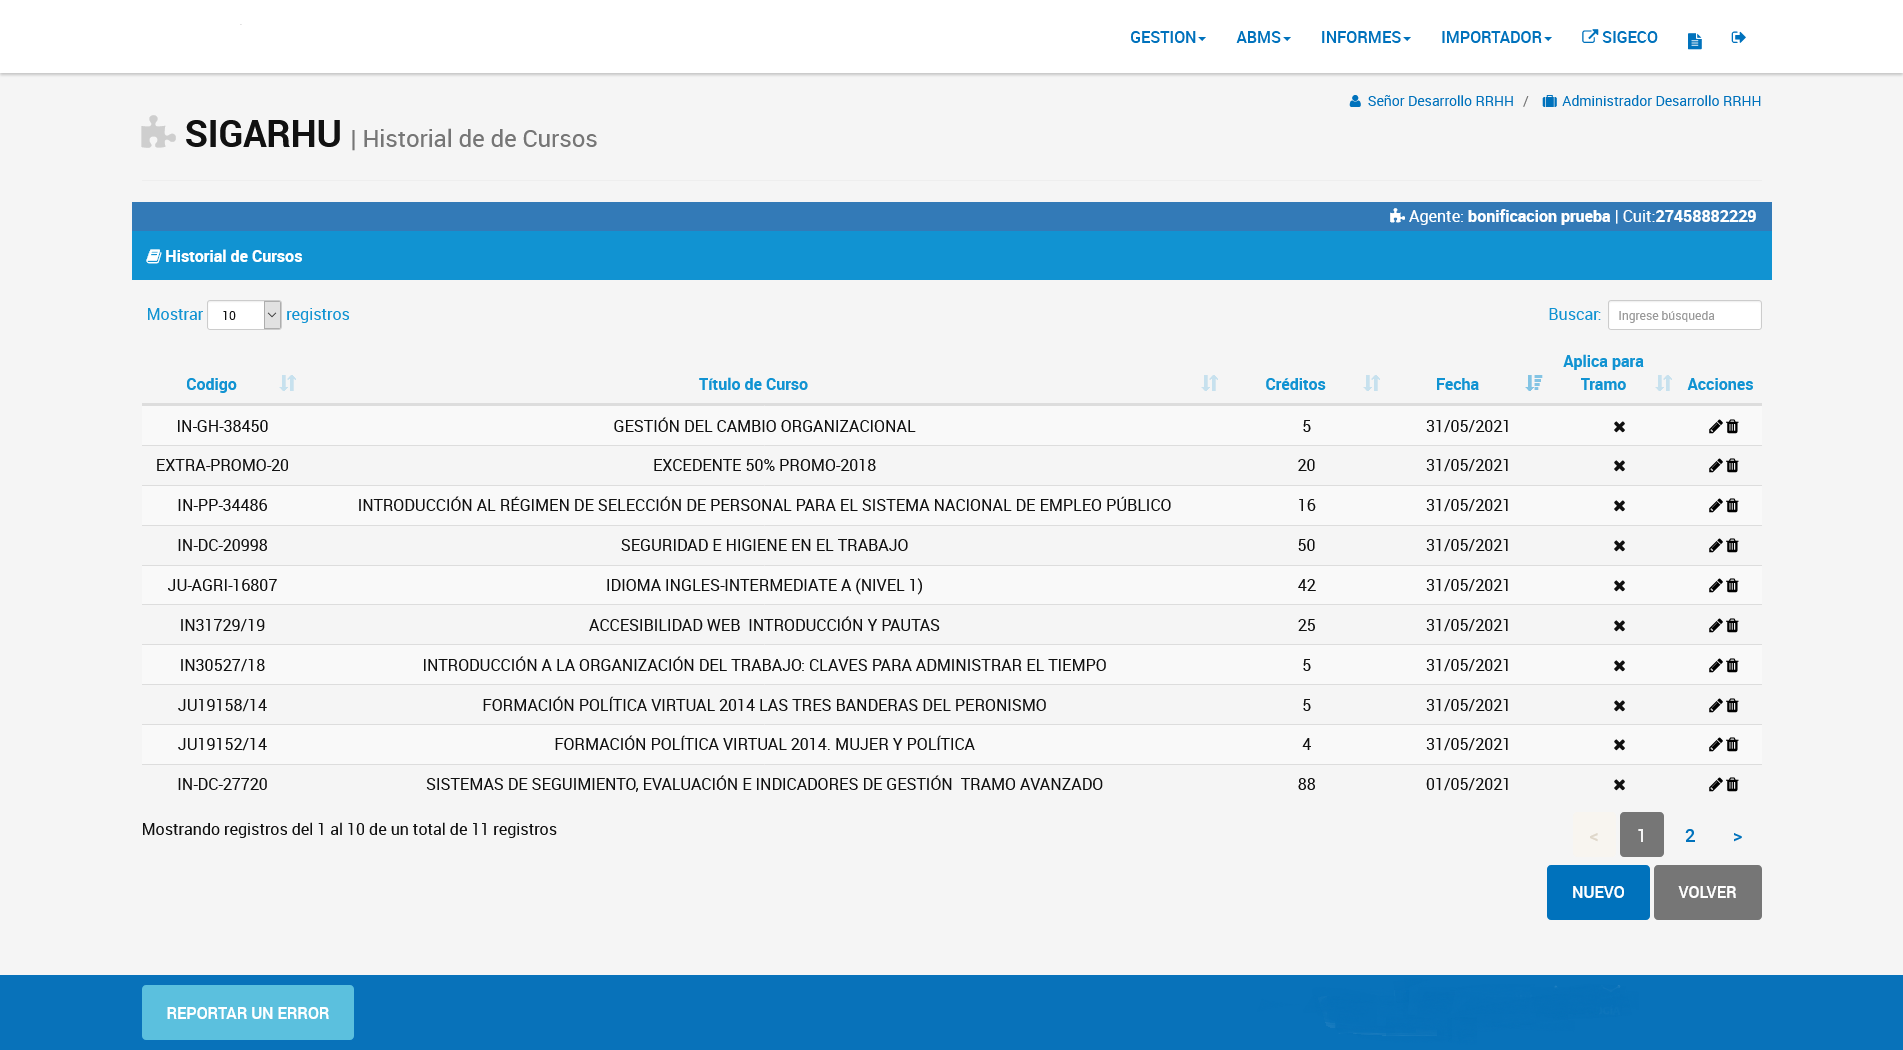 GESTION ABMS INFORMES IMPORTADOR SIGECO
Señor Desarrollo RRHH / Administrador Desarrollo RRHH
SIGARHU | Historial de de Cursos
Agente: bonificacion prueba | Cuit:27458882229
Historial de Cursos
Mostrar 10 registros Buscar: Ingrese búsqueda
Codigo Título de Curso Créditos Fecha Aplica para Tramo Acciones
IN-GH-38450 GESTIÓN DEL CAMBIO ORGANIZACIONAL 5 31/05/2021
EXTRA-PROMO-20 EXCEDENTE 50% PROMO-2018 20 31/05/2021
IN-PP-34486 INTRODUCCIÓN AL RÉGIMEN DE SELECCIÓN DE PERSONAL PARA EL SISTEMA NACIONAL DE EMPLEO PÚBLICO 16 31/05/2021
IN-DC-20998 SEGURIDAD E HIGIENE EN EL TRABAJO 50 31/05/2021
JU-AGRI-16807 IDIOMA INGLES-INTERMEDIATE A (NIVEL 1) 42 31/05/2021
IN31729/19 ACCESIBILIDAD WEB  INTRODUCCIÓN Y PAUTAS 25 31/05/2021
IN30527/18 INTRODUCCIÓN A LA ORGANIZACIÓN DEL TRABAJO: CLAVES PARA ADMINISTRAR EL TIEMPO 5 31/05/2021
JU19158/14 FORMACIÓN POLÍTICA VIRTUAL 2014 LAS TRES BANDERAS DEL PERONISMO 5 31/05/2021
JU19152/14 FORMACIÓN POLÍTICA VIRTUAL 2014. MUJER Y POLÍTICA 4 31/05/2021
IN-DC-27720 SISTEMAS DE SEGUIMIENTO, EVALUACIÓN E INDICADORES DE GESTIÓN  TRAMO AVANZADO 88 01/05/2021
Mostrando registros del 1 al 10 de un total de 11 registros < 1 2 >
NUEVO VOLVER
REPORTAR UN ERROR